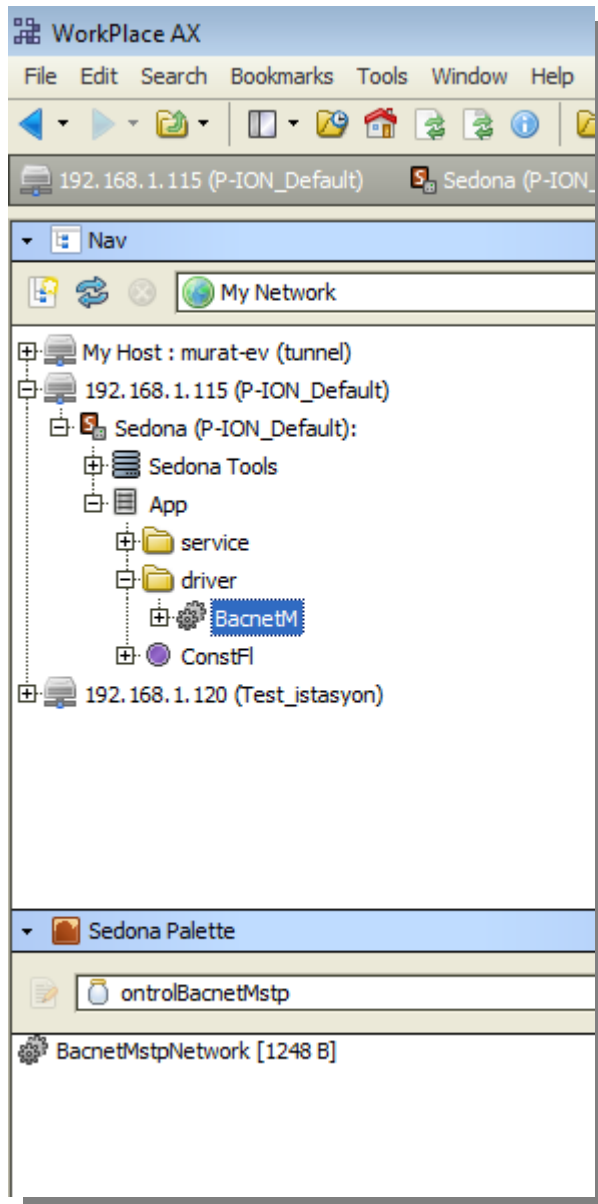 WorkPlace AX
File Edit Search Bookmarks Tools Window Help
192.168.1.115 (P-ION_Default) Sedona (P-ION_
Nav
My Network
My Host : murat-ev (tunnel)
192.168.1.115 (P-ION_Default)
Sedona (P-ION_Default):
Sedona Tools
App
service
driver
BacnetM
ConstFl
192.168.1.120 (Test_istasyon)
Sedona Palette
ontrolBacnetMstp
BacnetMstpNetwork [1248 B]